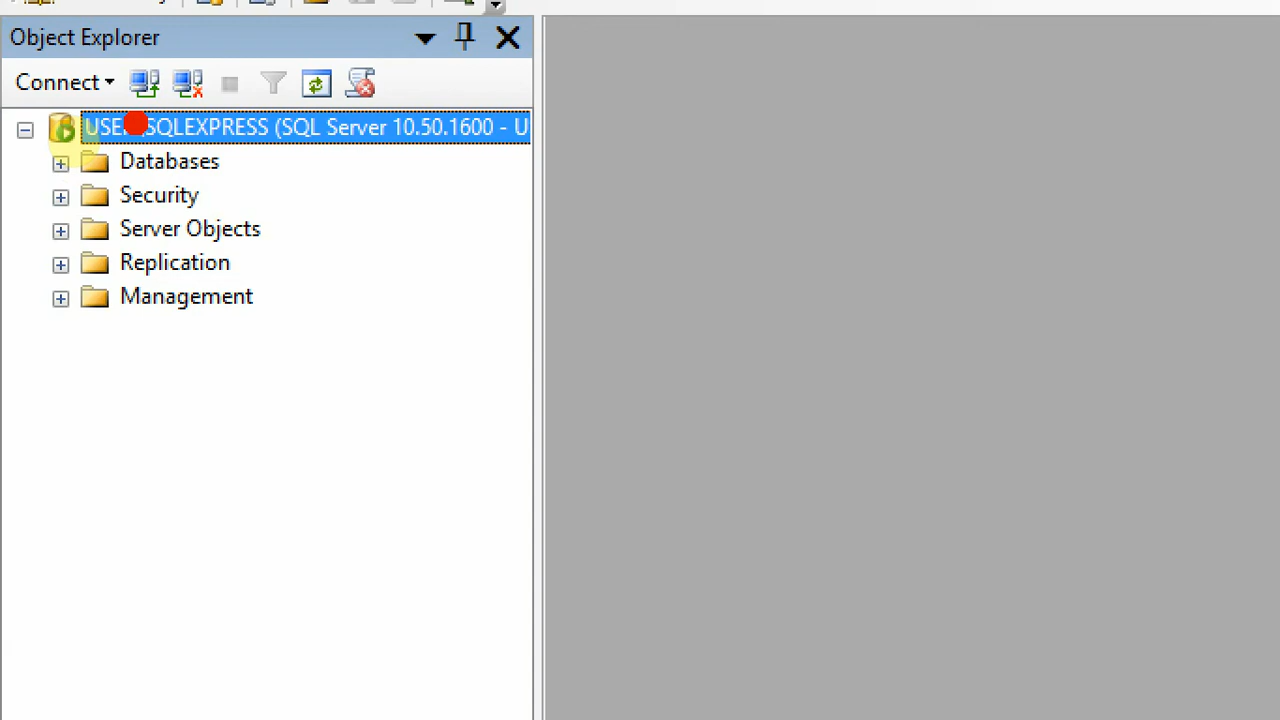 Object Explorer
Connect
SQLEXPRESS (SQL Server 10.50.1600 - U
Databases
Security
Server Objects
Replication
Management